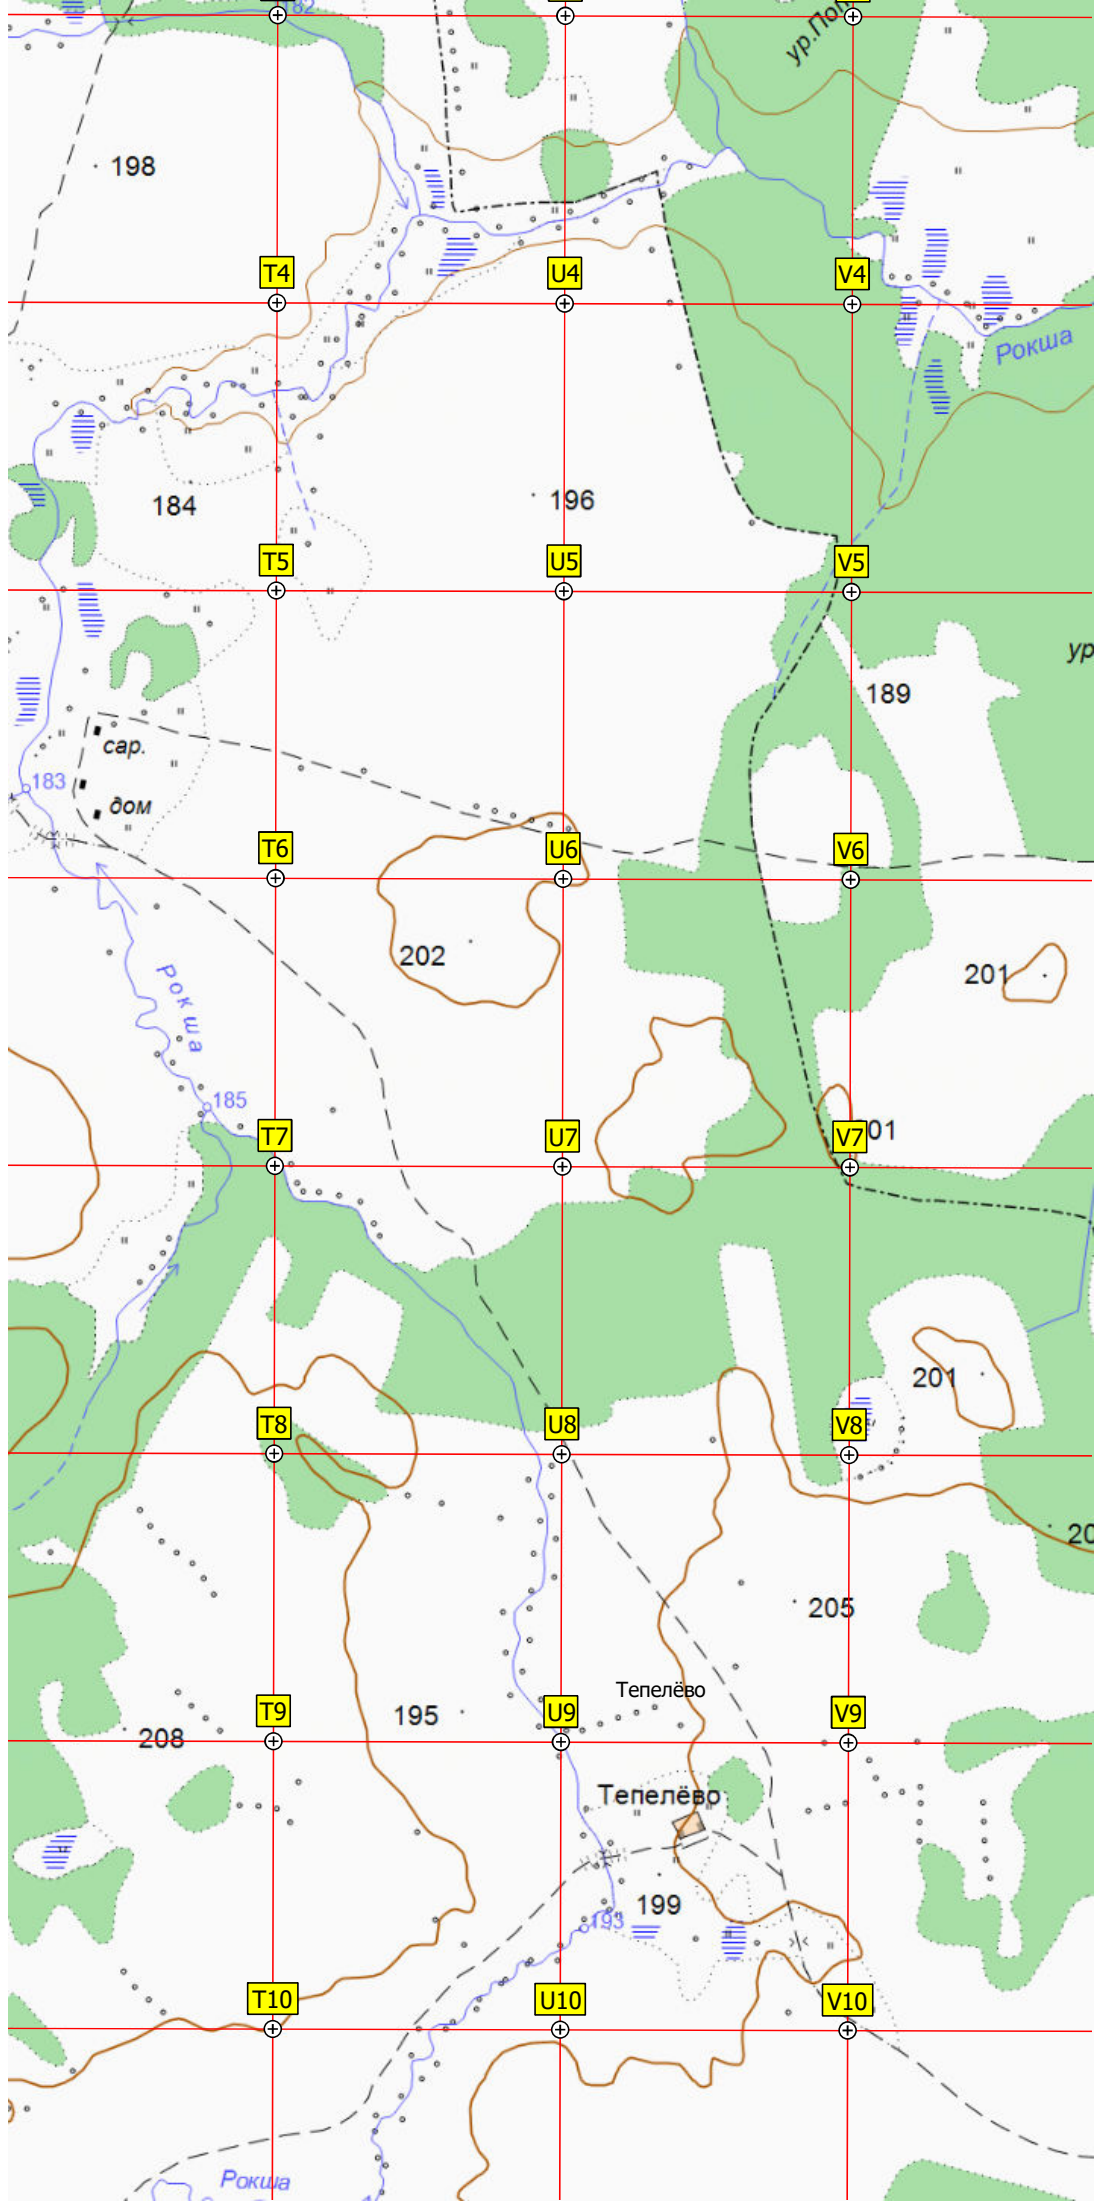 182
ур.Пол
198
T4
U4
V4
Рокша
184
196
T5
U5
V5
ур
189
сар.
183
дом
T6
U6
V6
202
201
Рокша
185
T7
U7
V7
01
201
T8
U8
V8
20
205
Тепелёво
T9
U9
V9
195
208
Тепелёво
199
193
T10
U10
V10
Рокша